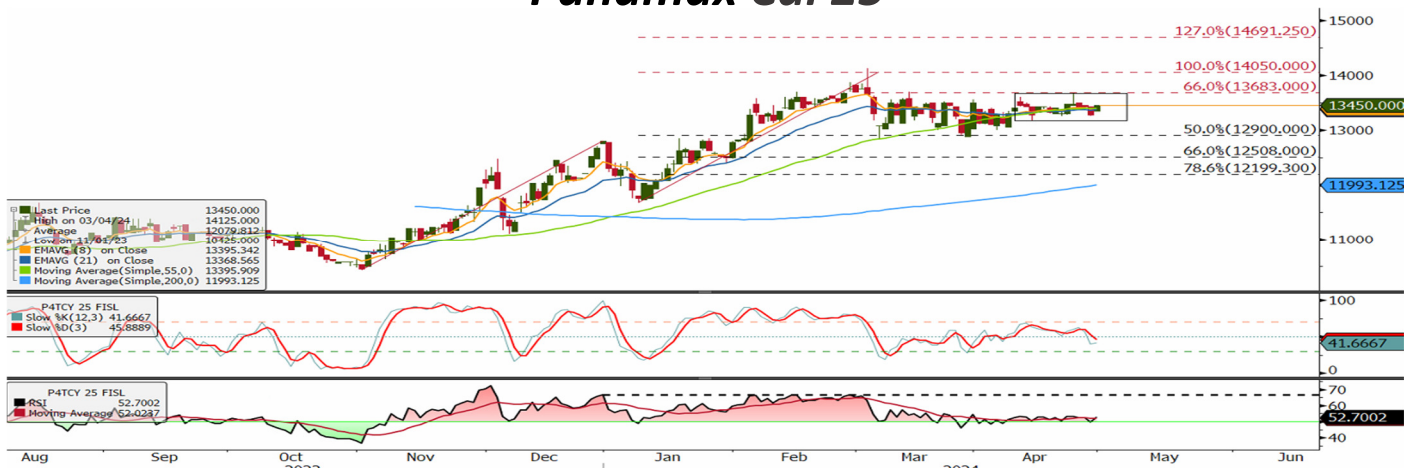 Panamax Cal 25
15000
127.0%(14691.250)
14000
100.0%(14050.000)
66.0%(13683.000)
13450.000
13000
50.0%(12900.000)
66.0%(12508.000)
78.6%(12199.300)
11993.125
11000
Last Price 13450.000
High on 03/04/24 14125.000
Average 12079.812
Low on 11/01/23 10425.000
EMAVG (8) on Close 13395.342
EMAVG (21) on Close 13368.565
Moving Average(Simple,55,0) 13395.909
Moving Average(Simple,200,0) 11993.125
P4TCY 25 FISL
Slow %K(12,3) 41.6667
Slow %D(3) 45.8889
100
41.6667
0
P4TCY 25 FISL
RSI 52.7002
Moving Average 52.0237
70
60
52.7002
40
Aug Sep Oct Nov Dec Jan Feb Mar Apr May Jun
2023 2024